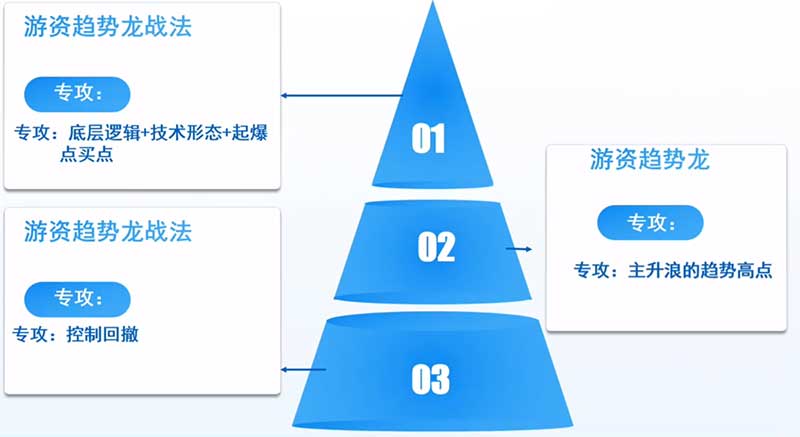 游资趋势龙战法
专攻：
专攻：底层逻辑+技术形态+起爆
点买点
01
游资趋势龙
专攻：
专攻：主升浪的趋势高点
02
游资趋势龙战法
专攻：
专攻：控制回撤
03